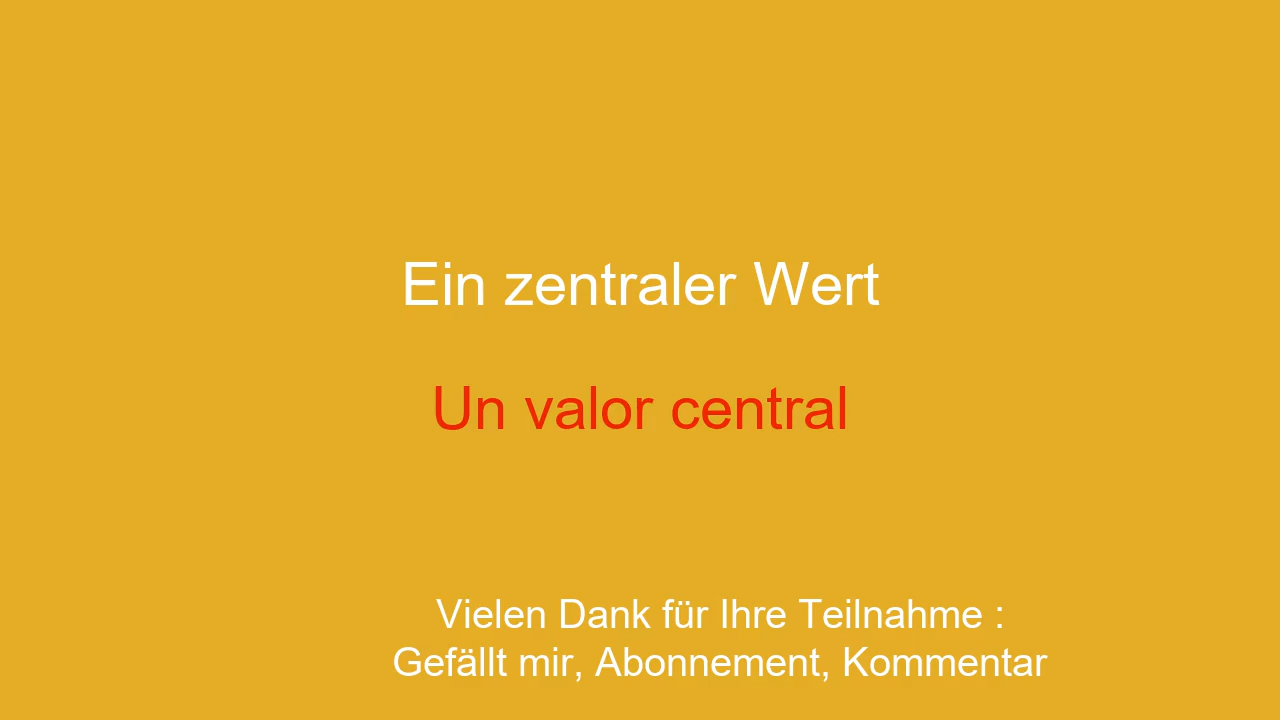 Ein zentraler Wert
Un valor central
Vielen Dank für Ihre Teilnahme :
Gefällt mir, Abonnement, Kommentar